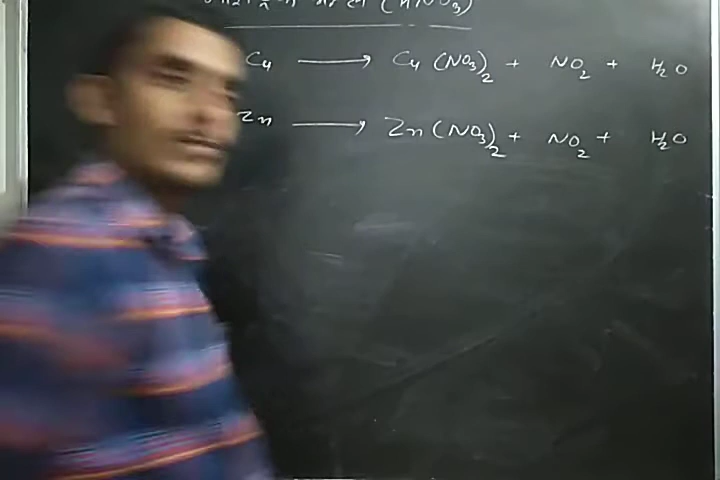 (HNO3)
Cu ⟶ Cu (NO3)2 + NO2 + H2O
Zn ⟶ Zn (NO3)2 + NO2 + H2O